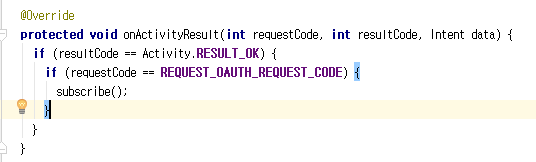 @Override
protected void onActivityResult(int requestCode, int resultCode, Intent data) {
if (resultCode == Activity.RESULT_OK) {
if (requestCode == REQUEST_OAUTH_REQUEST_CODE) {
subscribe();
}
}
}